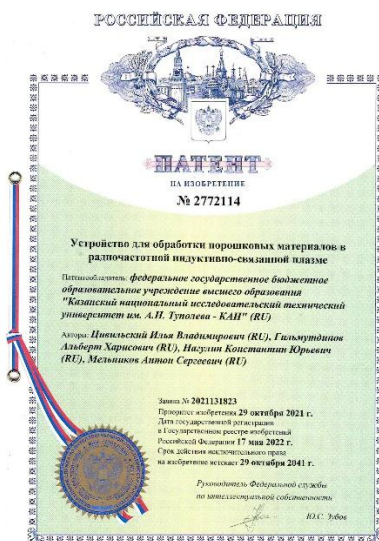 РОССИЙСКАЯ ФЕДЕРАЦИЯ
ПАТЕНТ
НА ИЗОБРЕТЕНИЕ
№ 2772114
Устройство для обработки порошковых материалов в
радиочастотной индуктивно-связанной плазме
Патентообладатель: федеральное государственное бюджетное
образовательное учреждение высшего образования
"Казанский национальный исследовательский технический
университет им. А.Н. Туполева - КАИ" (RU)
Авторы: Цивильский Илья Владимирович (RU), Гильмутдинов
Альберт Харисович (RU), Нагулин Константин Юрьевич
(RU), Мельников Антон Сергеевич (RU)
Заявка № 2021131823
Приоритет изобретения 29 октября 2021 г.
Дата государственной регистрации
в Государственном реестре изобретений
Российской Федерации 17 мая 2022 г.
Срок действия исключительного права
на изобретение истекает 29 октября 2041 г.
Руководитель Федеральной службы
по интеллектуальной собственности
Ю.С. Зубов